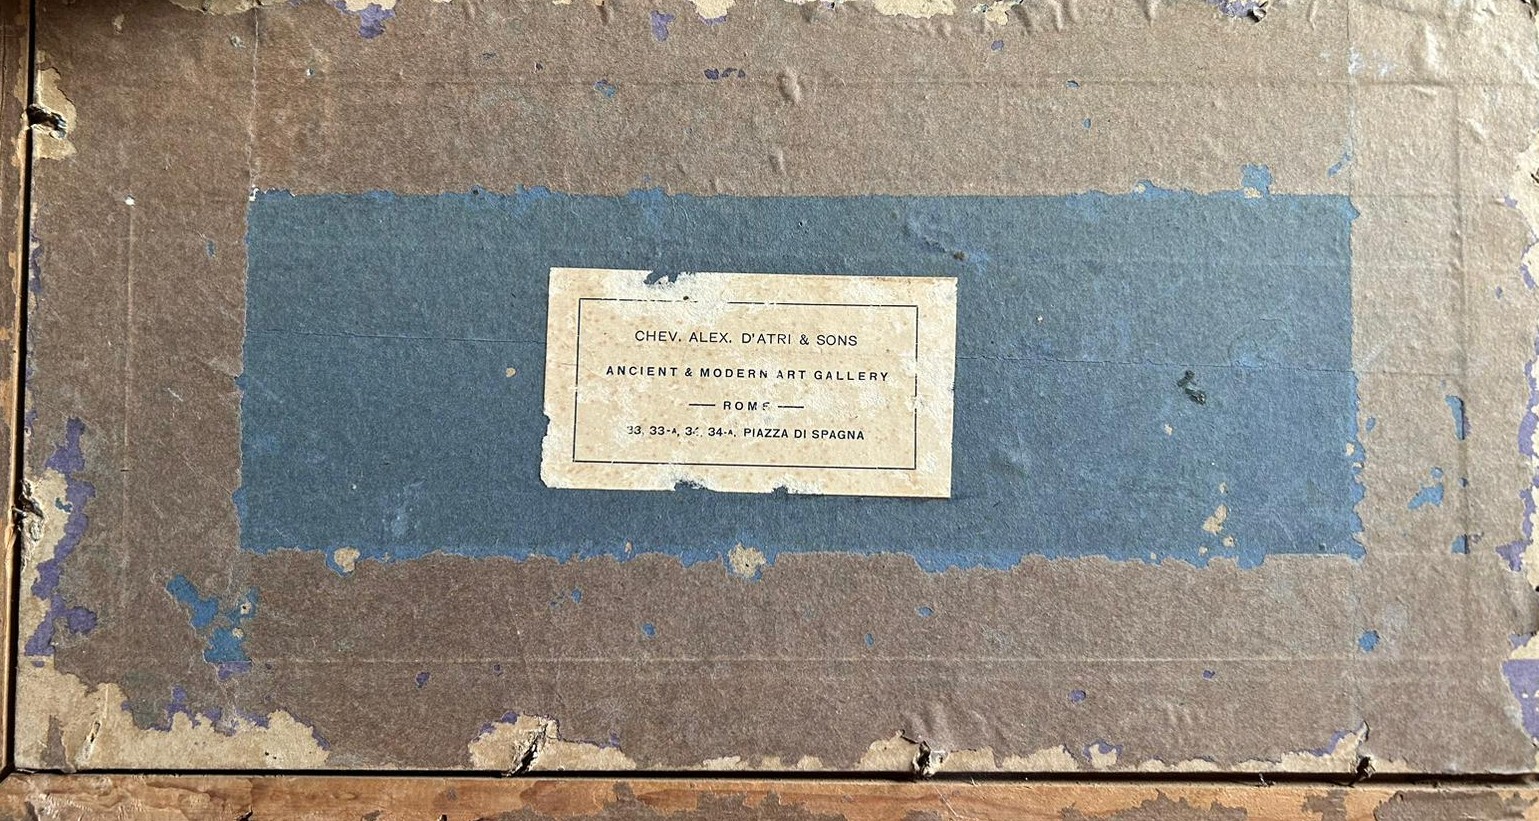 CHEV. ALEX. D'ATRI & SONS
ANCIENT & MODERN ART GALLERY
— ROME —
33, 33-A, 34, 34-A, PIAZZA DI SPAGNA